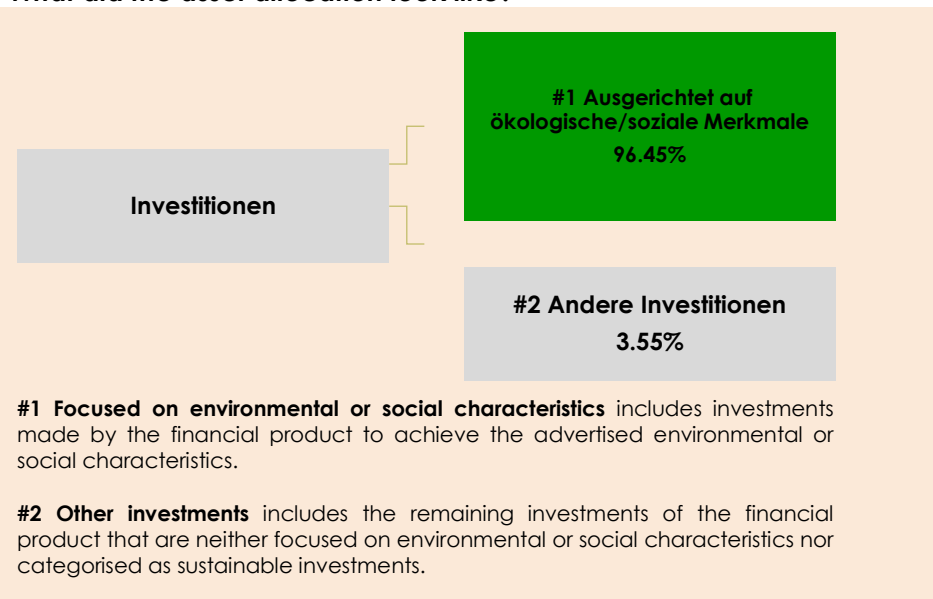 #1 Ausgerichtet auf
ökologische/soziale Merkmale
96.45%
Investitionen
#2 Andere Investitionen
3.55%
#1 Focused on environmental or social characteristics includes investments
made by the financial product to achieve the advertised environmental or
social characteristics.
#2 Other investments includes the remaining investments of the financial
product that are neither focused on environmental or social characteristics nor
categorised as sustainable investments.